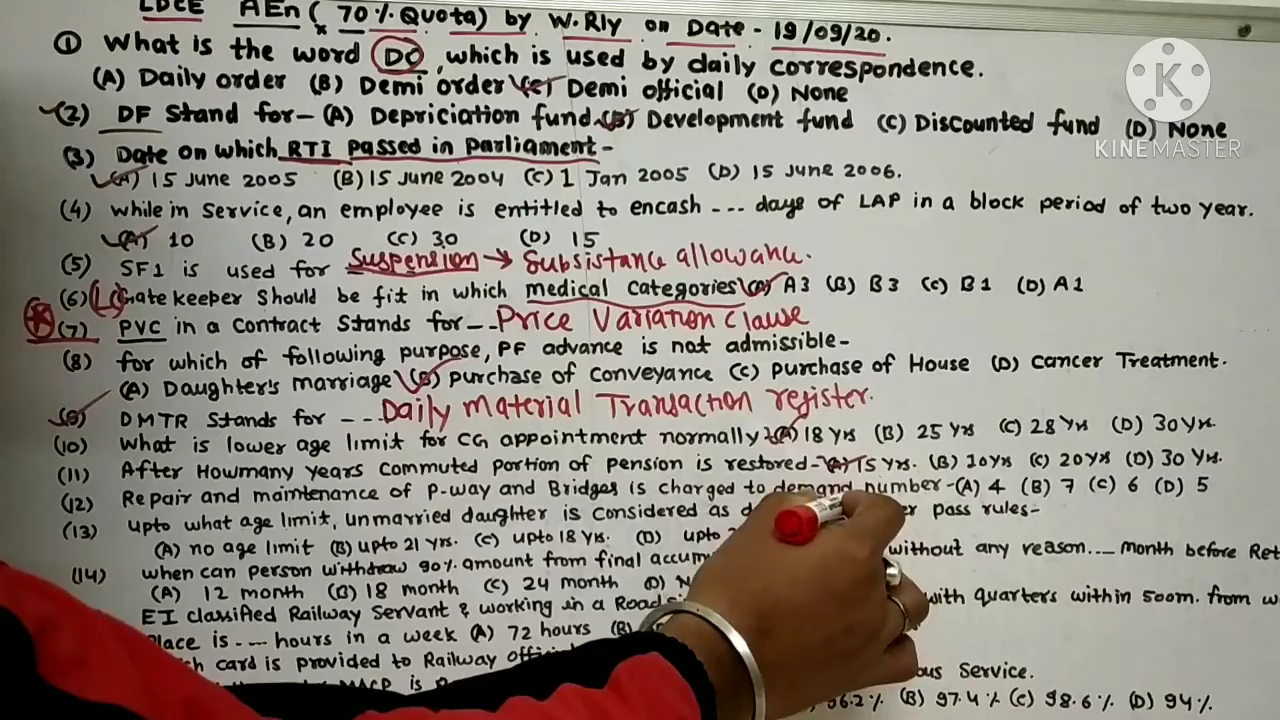 LDCE AEn ( 70% Quota) by W.Rly on Date - 19/09/20.
① What is the word DO, which is used by daily correspondence.
(A) Daily order (B) Demi order (C) Demi official (D) None
(2) DF Stand for- (A) Depriciation fund (B) Development fund (C) Discounted fund (D) None
KINEMASTER
(3) Date on which RTI passed in Parliament-
(A) 15 June 2005 (B) 15 June 2004 (C) 1 Jan 2005 (D) 15 June 2006.
(4) while in Service, an employee is entitled to encash --- days of LAP in a block period of two year.
(A) 10 (B) 20 (C) 30 (D) 15
(5) SF1 is used for Suspension → Subsistance allowance.
(6) LC Gate keeper should be fit in which medical categories (A) A3 (B) B3 (C) B1 (D) A1
(7) PVC in a Contract Stands for-- Price Variation Clause
(8) for which of following purpose, PF advance is not admissible-
(A) Daughter's marriage (B) purchase of conveyance (C) purchase of House (D) Cancer Treatment.
DMTR Stands for --- Daily Material Transaction register.
(10) What is lower age limit for CG appointment normally (A) 18 Yrs (B) 25 Yrs (C) 28 Yrs (D) 30 Yrs.
(11) After Howmany years commuted portion of pension is restored- (A) 15 Yrs. (B) 10 Yrs (C) 20 Yrs (D) 30 Yrs.
(12) Repair and maintenance of P-way and Bridges is charged to demand number-(A) 4 (B) 7 (C) 6 (D) 5
(13) upto what age limit, unmarried daughter is considered as pass rules-
(A) no age limit (B) upto 21 yrs. (C) upto 18 Yrs. (D) upto
(14) when can person withdraw 90% amount from final without any reason.... month before
(A) 12 month (B) 18 month (C) 24 month (D)
EI classified Railway Servant & working in a Road with quarters within 500m. from
is --- hours in a week (A) 72 hours (B)
card is provided to Railway Service.
MACP is 96.2% (B) 97.4% (C) 98.6% (D) 94%.